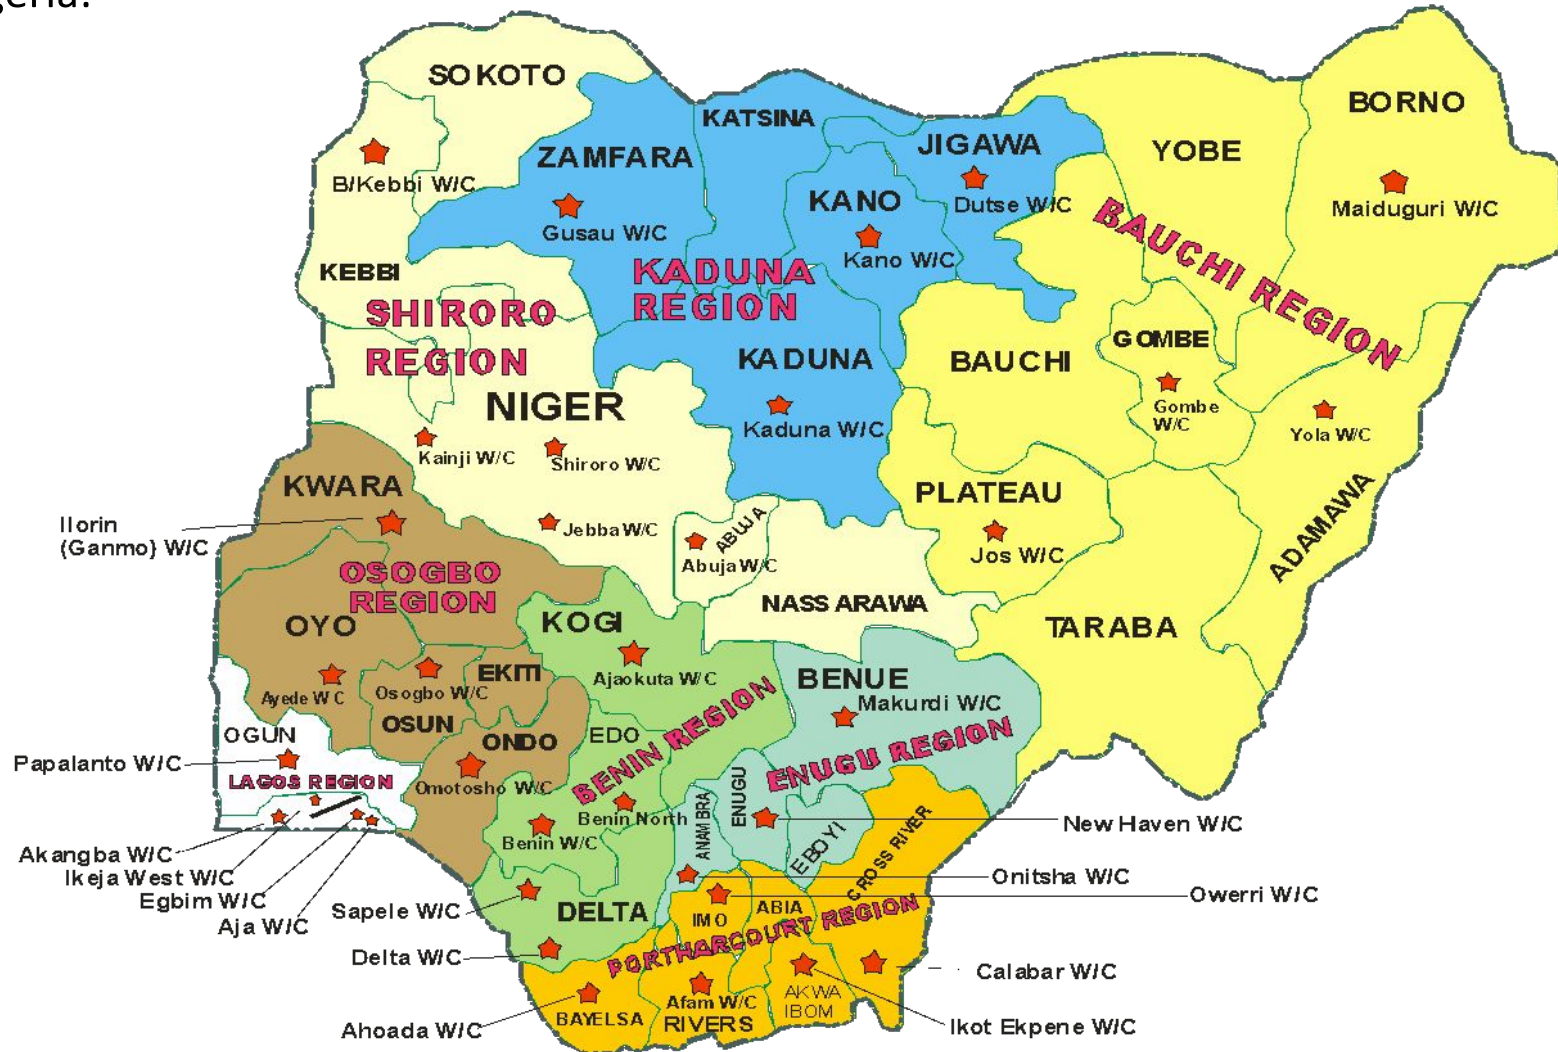 SOKOTO
BORNO
KATSINA
JIGAWA
ZAMFARA
YOBE
B/Kebbi W/C
KANO
Dutse W/C
Maiduguri W/C
Gusau W/C
Kano W/C
BAUCHI REGION
KEBBI
KADUNA
REGION
SHIRORO
REGION
GOMBE
BAUCHI
KADUNA
NIGER
Gombe
W/C
Kaduna W/C
Yola W/C
Kainji W/C
Shiroro W/C
KWARA
PLATEAU
Ilorin
(Ganmo) W/C
Jebba W/C
ABUJA
Abuja W/C
Jos W/C
ADAMAWA
OSOGBO
REGION
NASSARAWA
OYO
KOGI
TARABA
EKITI
Ajaokuta W/C
BENUE
Ayede W C
Osogbo W/C
Makurdi W/C
OSUN
OGUN
ONDO
EDO
BENIN REGION
ENUGU REGION
Papalanto W/C
LAGOS REGION
Omotosho W/C
ENUGU
Benin North
ANAMBRA
New Haven W/C
Benin W/C
EBOYI
CROSS RIVER
Akangba W/C
Ikeja West W/C
Onitsha W/C
Egbim W/C
Owerri W/C
Sapele W/C
DELTA
IMO
ABIA
Aja W/C
PORTHARCOURT REGION
Delta W/C
Calabar W/C
Afam W/C
AKWA
IBOM
Ahoada W/C
BAYELSA
RIVERS
Ikot Ekpene W/C